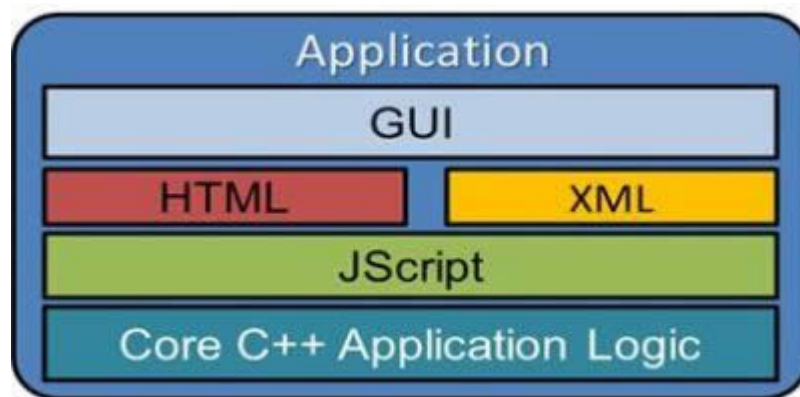 Application
GUI
HTML XML
JScript
Core C++ Application Logic